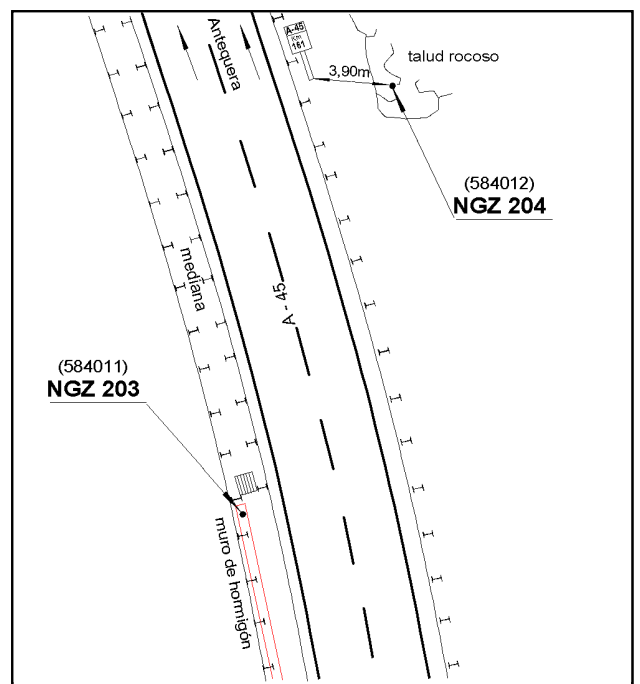 Antequera
A-45
Km
161
3,90m
talud rocoso
(584012)
NGZ 204
mediana
A - 45
(584011)
NGZ 203
muro de hormigón